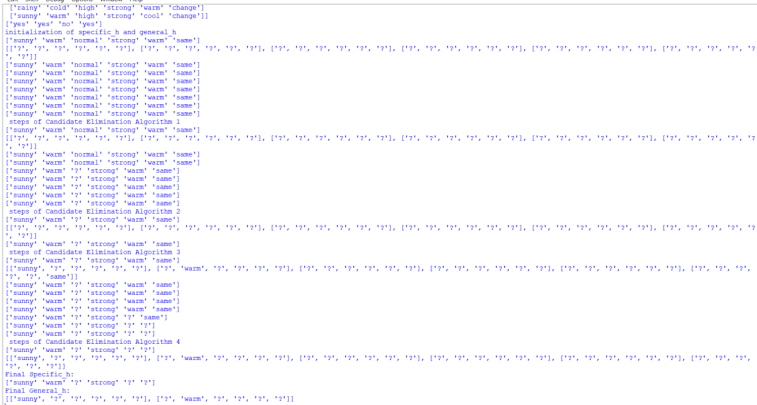 ['rainy' 'cold' 'high' 'strong' 'warm' 'change']
['sunny' 'warm' 'high' 'strong' 'cool' 'change']]
['yes' 'yes' 'no' 'yes']
initialization of specific_h and general_h
['sunny' 'warm' 'normal' 'strong' 'warm' 'same']
[['?', '?', '?', '?', '?', '?'], ['?', '?', '?', '?', '?', '?'], ['?', '?', '?', '?', '?', '?'], ['?', '?', '?', '?', '?', '?'], ['?', '?', '?', '?', '?', '?'], ['?', '?', '?', '?', '?
', '?']]
['sunny' 'warm' 'normal' 'strong' 'warm' 'same']
['sunny' 'warm' 'normal' 'strong' 'warm' 'same']
['sunny' 'warm' 'normal' 'strong' 'warm' 'same']
['sunny' 'warm' 'normal' 'strong' 'warm' 'same']
['sunny' 'warm' 'normal' 'strong' 'warm' 'same']
['sunny' 'warm' 'normal' 'strong' 'warm' 'same']
['sunny' 'warm' 'normal' 'strong' 'warm' 'same']
steps of Candidate Elimination Algorithm 1
['sunny' 'warm' 'normal' 'strong' 'warm' 'same']
[['?', '?', '?', '?', '?', '?'], ['?', '?', '?', '?', '?', '?'], ['?', '?', '?', '?', '?', '?'], ['?', '?', '?', '?', '?', '?'], ['?', '?', '?', '?', '?', '?'], ['?', '?', '?', '?', '?
', '?']]
['sunny' 'warm' 'normal' 'strong' 'warm' 'same']
['sunny' 'warm' 'normal' 'strong' 'warm' 'same']
['sunny' 'warm' '?' 'strong' 'warm' 'same']
['sunny' 'warm' '?' 'strong' 'warm' 'same']
['sunny' 'warm' '?' 'strong' 'warm' 'same']
['sunny' 'warm' '?' 'strong' 'warm' 'same']
['sunny' 'warm' '?' 'strong' 'warm' 'same']
steps of Candidate Elimination Algorithm 2
['sunny' 'warm' '?' 'strong' 'warm' 'same']
[['?', '?', '?', '?', '?', '?'], ['?', '?', '?', '?', '?', '?'], ['?', '?', '?', '?', '?', '?'], ['?', '?', '?', '?', '?', '?'], ['?', '?', '?', '?', '?', '?'], ['?', '?', '?', '?', '?
', '?']]
['sunny' 'warm' '?' 'strong' 'warm' 'same']
steps of Candidate Elimination Algorithm 3
['sunny' 'warm' '?' 'strong' 'warm' 'same']
[['sunny', '?', '?', '?', '?', '?'], ['?', 'warm', '?', '?', '?', '?'], ['?', '?', '?', '?', '?', '?'], ['?', '?', '?', '?', '?', '?'], ['?', '?', '?', '?', '?', '?'], ['?', '?', '?',
'?', '?', 'same']]
['sunny' 'warm' '?' 'strong' 'warm' 'same']
['sunny' 'warm' '?' 'strong' 'warm' 'same']
['sunny' 'warm' '?' 'strong' 'warm' 'same']
['sunny' 'warm' '?' 'strong' 'warm' 'same']
['sunny' 'warm' '?' 'strong' '?' 'same']
['sunny' 'warm' '?' 'strong' '?' '?']
['sunny' 'warm' '?' 'strong' '?' '?']
steps of Candidate Elimination Algorithm 4
['sunny' 'warm' '?' 'strong' '?' '?']
[['sunny', '?', '?', '?', '?', '?'], ['?', 'warm', '?', '?', '?', '?'], ['?', '?', '?', '?', '?', '?'], ['?', '?', '?', '?', '?', '?'], ['?', '?', '?', '?', '?', '?'], ['?', '?', '?',
'?', '?', '?']]
Final Specific_h:
['sunny' 'warm' '?' 'strong' '?' '?']
Final General_h:
[['sunny', '?', '?', '?', '?', '?'], ['?', 'warm', '?', '?', '?', '?']]